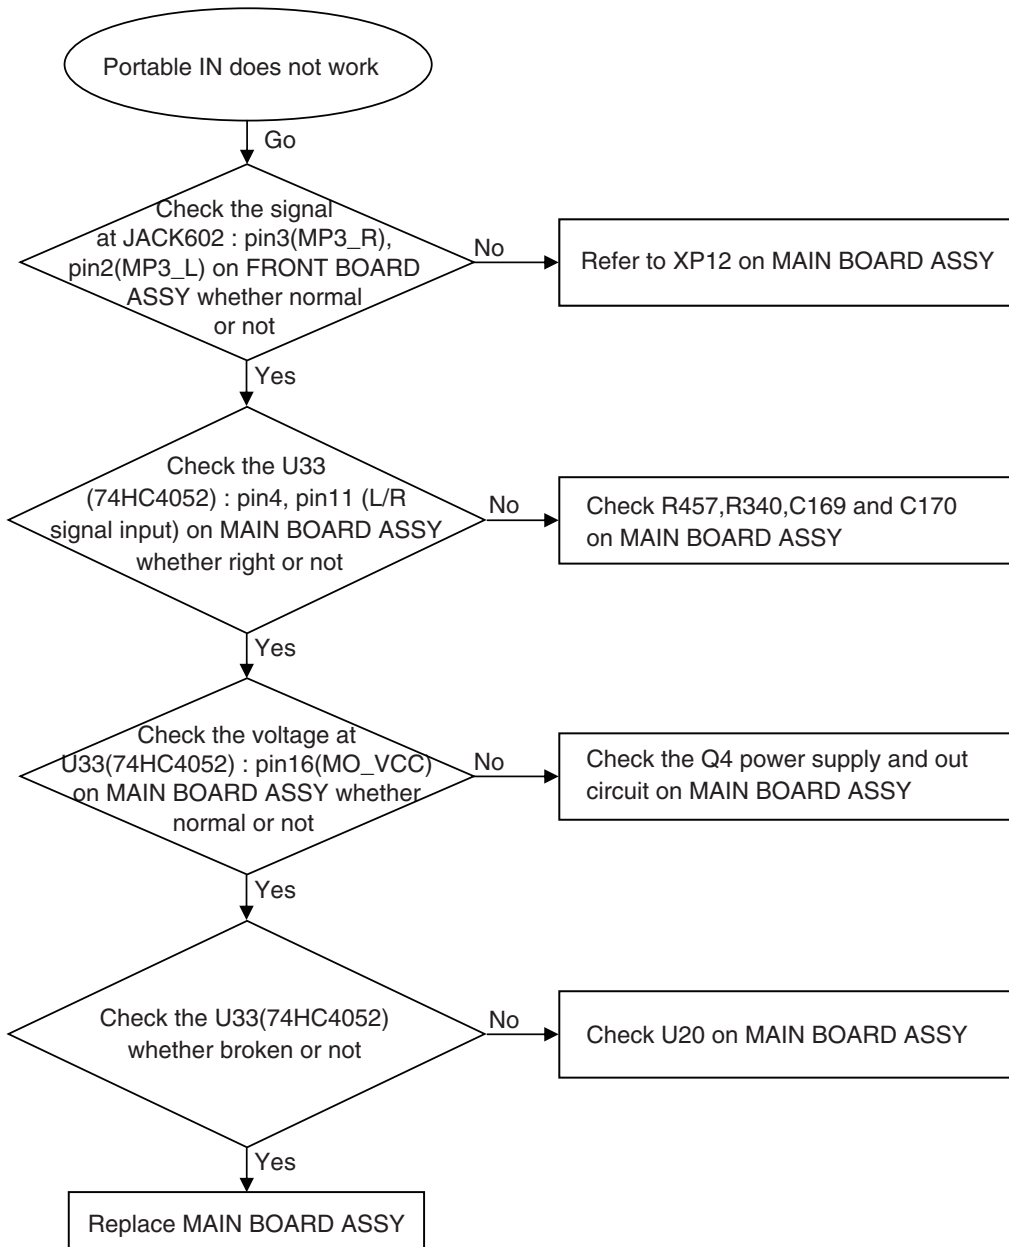 Portable IN does not work
Go
Check the signal
at JACK602 : pin3(MP3_R),
pin2(MP3_L) on FRONT BOARD
ASSY whether normal
or not
No
Refer to XP12 on MAIN BOARD ASSY
Yes
Check the U33
(74HC4052) : pin4, pin11 (L/R
signal input) on MAIN BOARD ASSY
whether right or not
No
Check R457,R340,C169 and C170
on MAIN BOARD ASSY
Yes
Check the voltage at
U33(74HC4052) : pin16(MO_VCC)
on MAIN BOARD ASSY whether
normal or not
No
Check the Q4 power supply and out
circuit on MAIN BOARD ASSY
Yes
Check the U33(74HC4052)
whether broken or not
No
Check U20 on MAIN BOARD ASSY
Yes
Replace MAIN BOARD ASSY